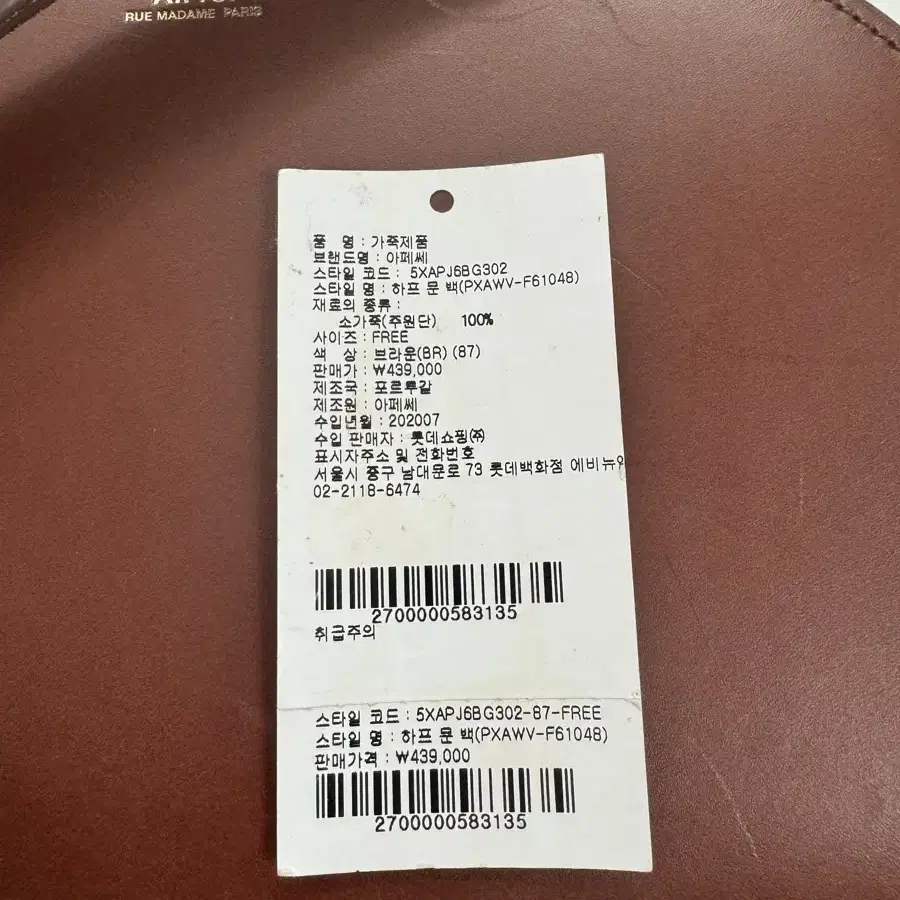 RUE MADAME PARIS
품 명 : 가죽제품
브랜드명 : 아페쎄
스타일 코드 : 5XAPJ6BG302
스타일 명 : 하프 문 백(PXAWV-F61048)
재료의 종류 :
소가죽(주원단) 100%
사이즈 : FREE
색 상 : 브라운(BR) (87)
판매가 : ₩439,000
제조국 : 포르투갈
제조원 : 아페쎄
수입년월 : 202007
수입 판매자 : 롯데쇼핑㈜
표시자주소 및 전화번호
서울시 중구 남대문로 73 롯데백화점 에비뉴
02-2118-6474
2700000583135
취급주의
스타일 코드 : 5XAPJ6BG302-87-FREE
스타일 명 : 하프 문 백(PXAWV-F61048)
판매가격 : ₩439,000
2700000583135